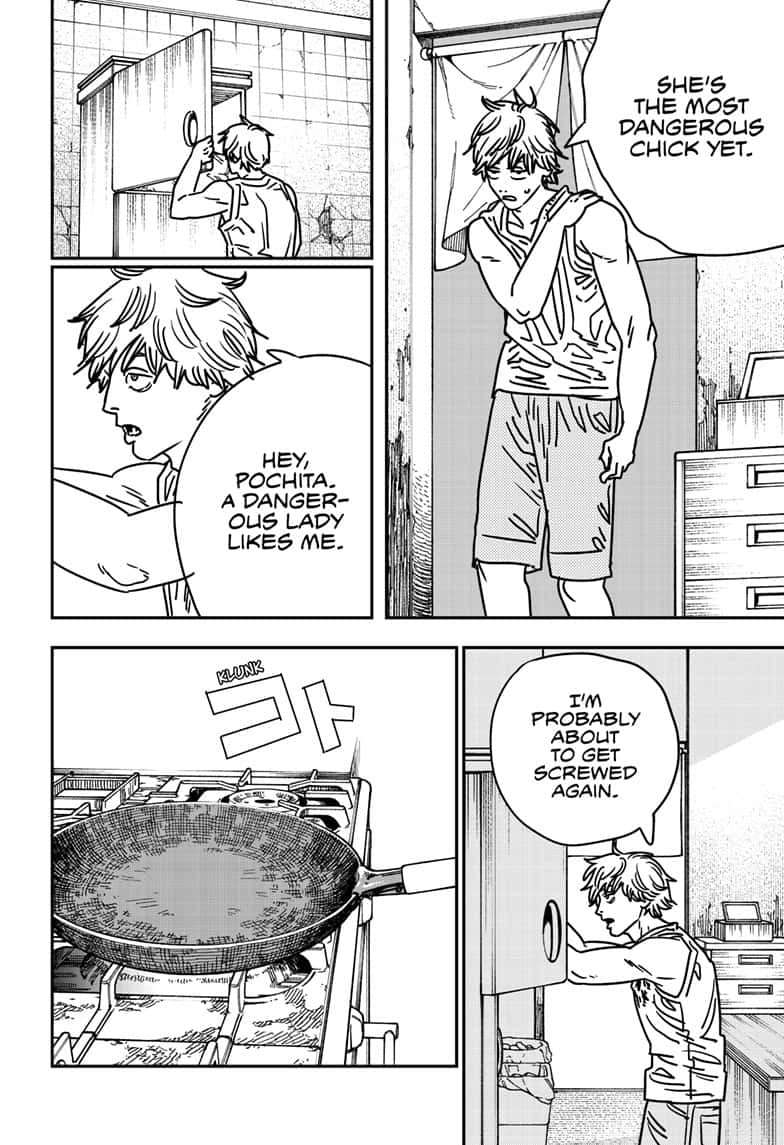 SHE'S
THE MOST
DANGEROUS
CHICK YET.
HEY,
POCHITA.
A DANGER-
OUS LADY
LIKES ME.
I'M
PROBABLY
ABOUT
TO GET
SCREWED
AGAIN.
KLUNK
コト